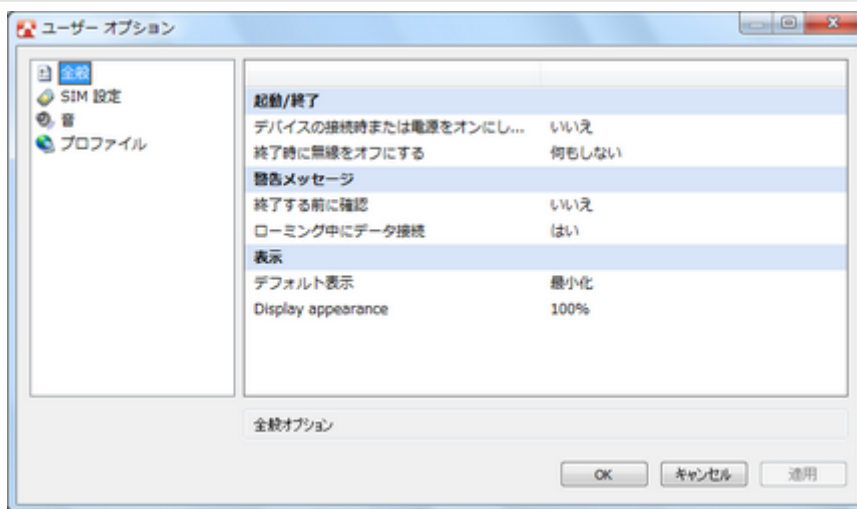 ユーザー オプション
全般
SIM 設定
音
プロファイル
起動/終了
デバイスの接続時または電源をオンにし... いいえ
終了時に無線をオフにする 何もしない
警告メッセージ
終了する前に確認 いいえ
ローミング中にデータ接続 はい
表示
デフォルト表示 最小化
Display appearance 100%
全般オプション
OK キャンセル 適用